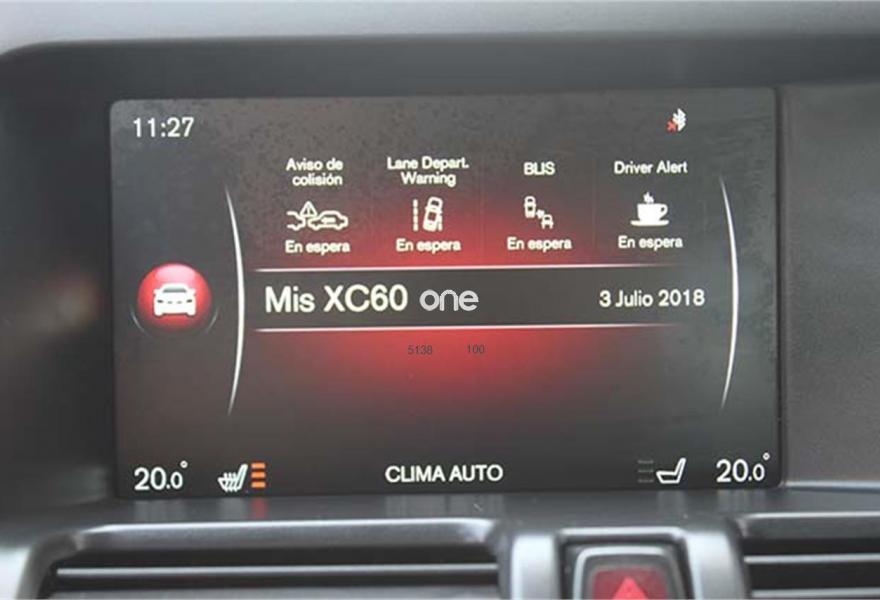 11:27
Aviso de
colisión
Lane Depart.
Warning
BLIS
Driver Alert
En espera
En espera
En espera
En espera
Mis XC60 one
3 Julio 2018
5138 100
20.0° CLIMA AUTO 20.0°